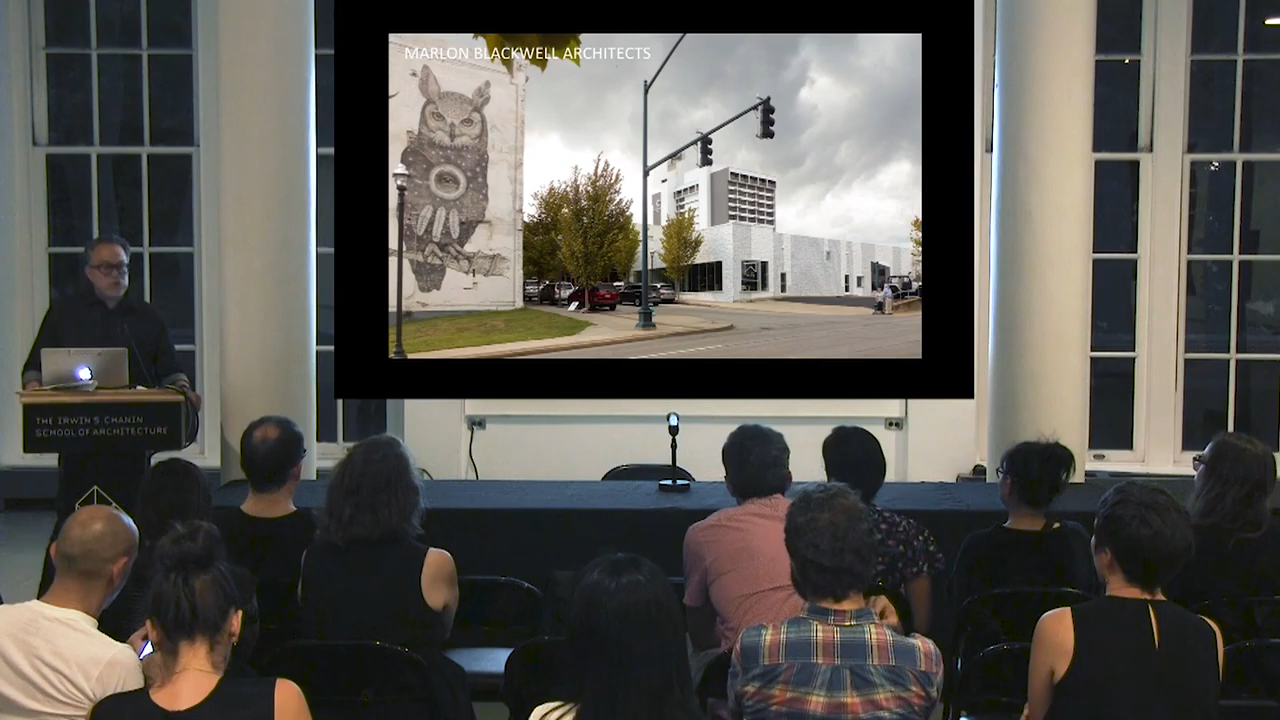 MARLON BLACKWELL ARCHITECTS
THE IRWIN S CHANIN
SCHOOL OF ARCHITECTURE